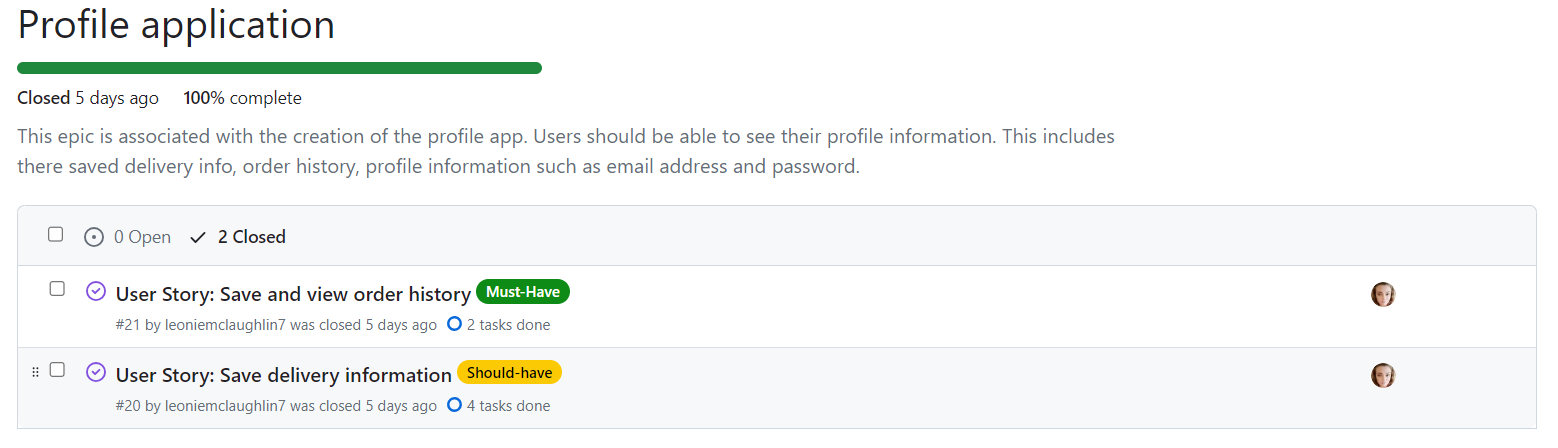 Profile application
Closed 5 days ago 100% complete
This epic is associated with the creation of the profile app. Users should be able to see their profile information. This includes
there saved delivery info, order history, profile information such as email address and password.
0 Open 2 Closed
User Story: Save and view order history Must-Have
#21 by leoniemclaughlin7 was closed 5 days ago 2 tasks done
User Story: Save delivery information Should-have
#20 by leoniemclaughlin7 was closed 5 days ago 4 tasks done